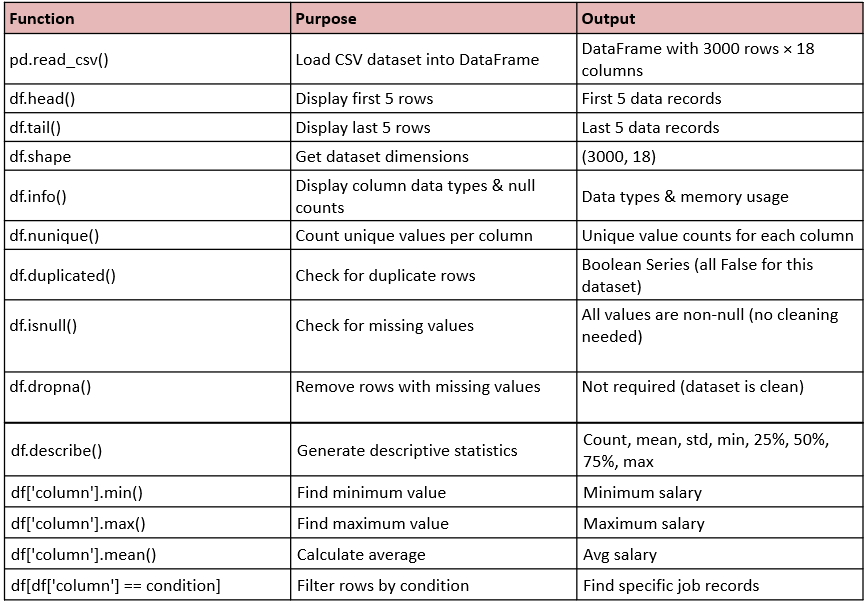 Function Purpose Output
pd.read_csv() Load CSV dataset into DataFrame DataFrame with 3000 rows × 18
columns
df.head() Display first 5 rows First 5 data records
df.tail() Display last 5 rows Last 5 data records
df.shape Get dataset dimensions (3000, 18)
df.info() Display column data types & null
counts Data types & memory usage
df.nunique() Count unique values per column Unique value counts for each column
df.duplicated() Check for duplicate rows Boolean Series (all False for this
dataset)
df.isnull() Check for missing values All values are non-null (no cleaning
needed)
df.dropna() Remove rows with missing values Not required (dataset is clean)
df.describe() Generate descriptive statistics Count, mean, std, min, 25%, 50%,
75%, max
df['column'].min() Find minimum value Minimum salary
df['column'].max() Find maximum value Maximum salary
df['column'].mean() Calculate average Avg salary
df[df['column'] == condition] Filter rows by condition Find specific job records